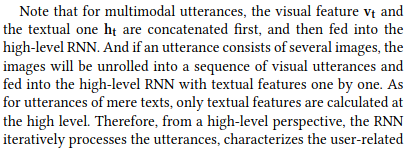 Note that for multimodal utterances, the visual feature vt and
the textual one ht are concatenated first, and then fed into the
high-level RNN. And if an utterance consists of several images, the
images will be unrolled into a sequence of visual utterances and
fed into the high-level RNN with textual features one by one. As
for utterances of mere texts, only textual features are calculated at
the high level. Therefore, from a high-level perspective, the RNN
iteratively processes the utterances, characterizes the user-related